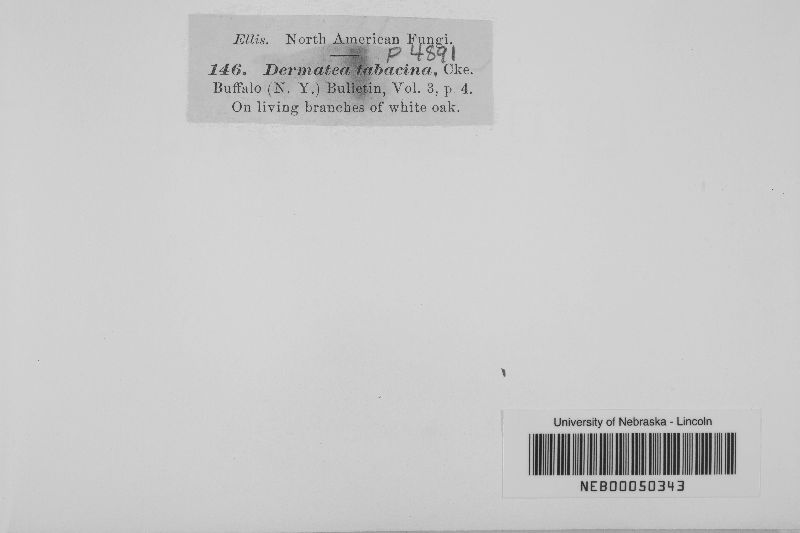 Ellis. North American Fungi.
P 4891
146. Dermatea tabacina, Cke.
Buffalo (N. Y.) Bulletin, Vol. 3, p. 4.
On living branches of white oak.
University of Nebraska - Lincoln
NEB00050343